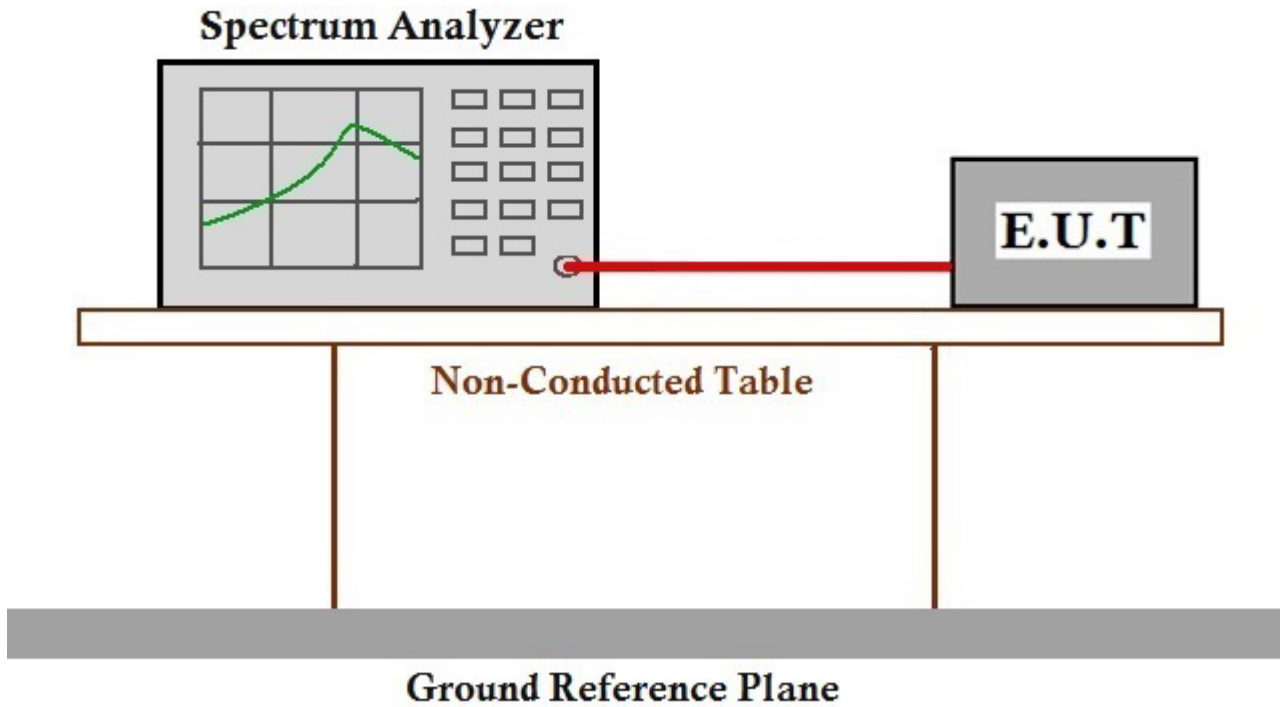 Spectrum Analyzer
E.U.T
Non-Conducted Table
Ground Reference Plane